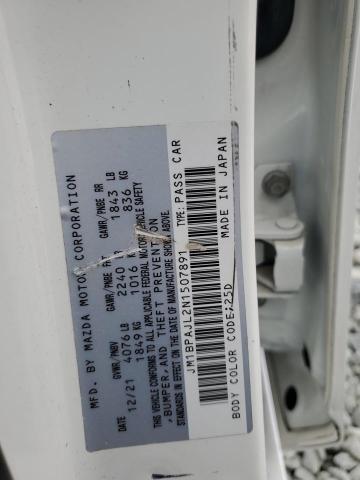 MFD. BY MAZDA MOTOR CORPORATION
DATE GVWR/PNBV GAWR/PNBE FRT GAWR/PNBE RR
12/21 4076 LB 2240 1843 LB
1849 KG 1016 KG 836 KG
THIS VEHICLE CONFORMS TO ALL APPLICABLE FEDERAL MOTOR VEHICLE SAFETY
, BUMPER, AND THEFT PREVENTION
STANDARDS IN EFFECT ON THE DATE OF MANUFACTURE SHOWN ABOVE.
JM1BPAJL2N1507891 TYPE: PASS CAR
MADE IN JAPAN
BODY COLOR CODE:25D